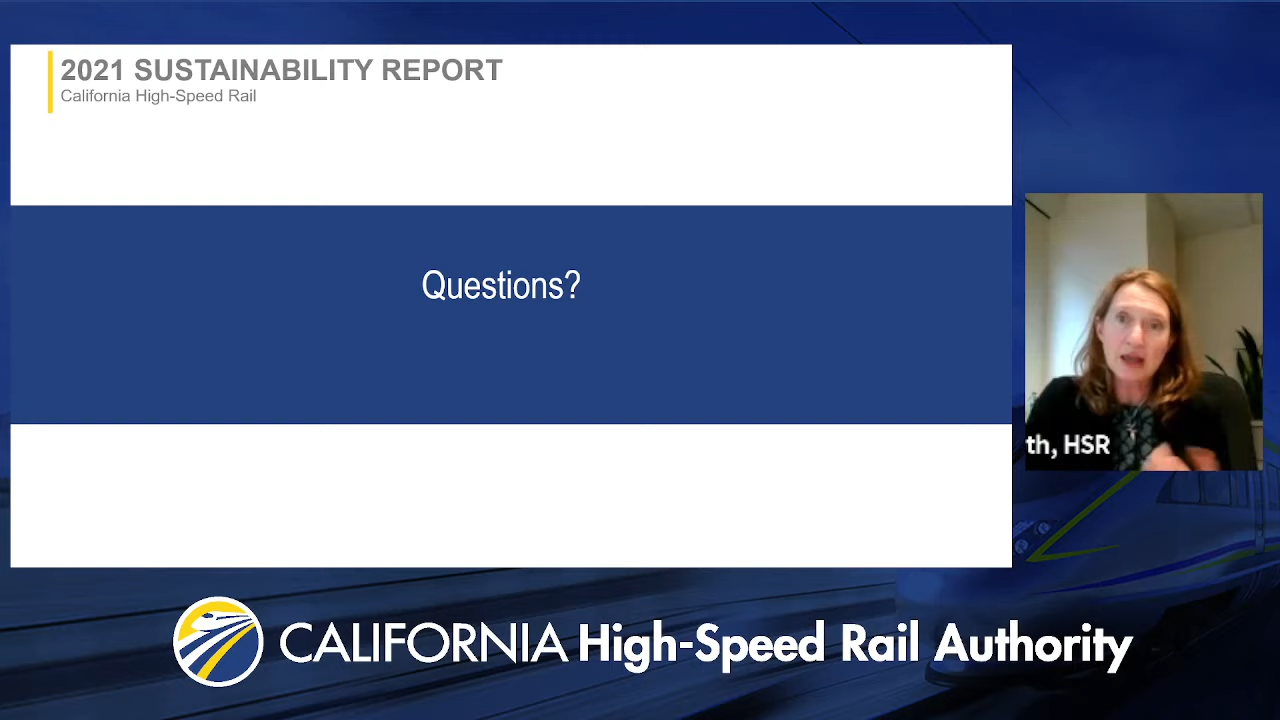 2021 SUSTAINABILITY REPORT
California High-Speed Rail
Questions?
th, HSR
CALIFORNIA High-Speed Rail Authority